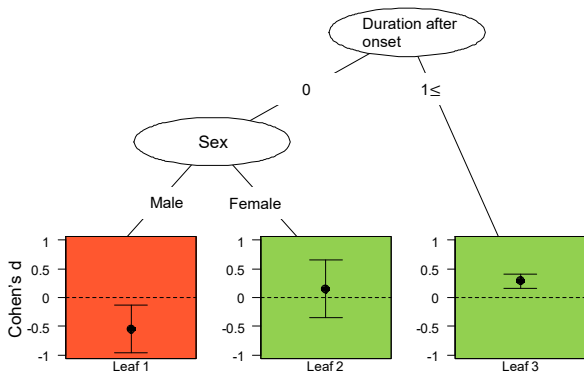 Duration after
onset
0
1≤
Sex
Male
Female
Cohen's d
1
0.5
0
-0.5
-1
1
0.5
0
-0.5
-1
1
0.5
0
-0.5
-1
Leaf 1
Leaf 2
Leaf 3